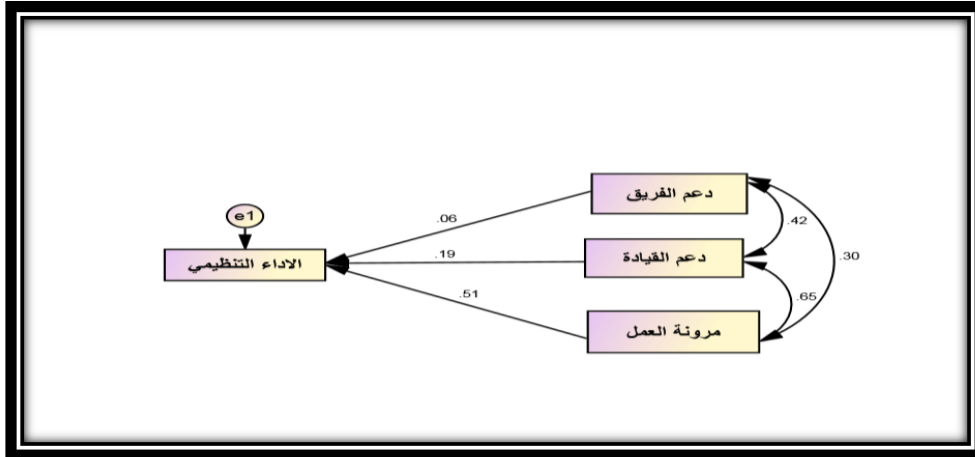 دعم الفريق
.42
.06
e1
دعم القيادة
.19
الاداء التنظيمي
.30
.65
.51
مرونة العمل